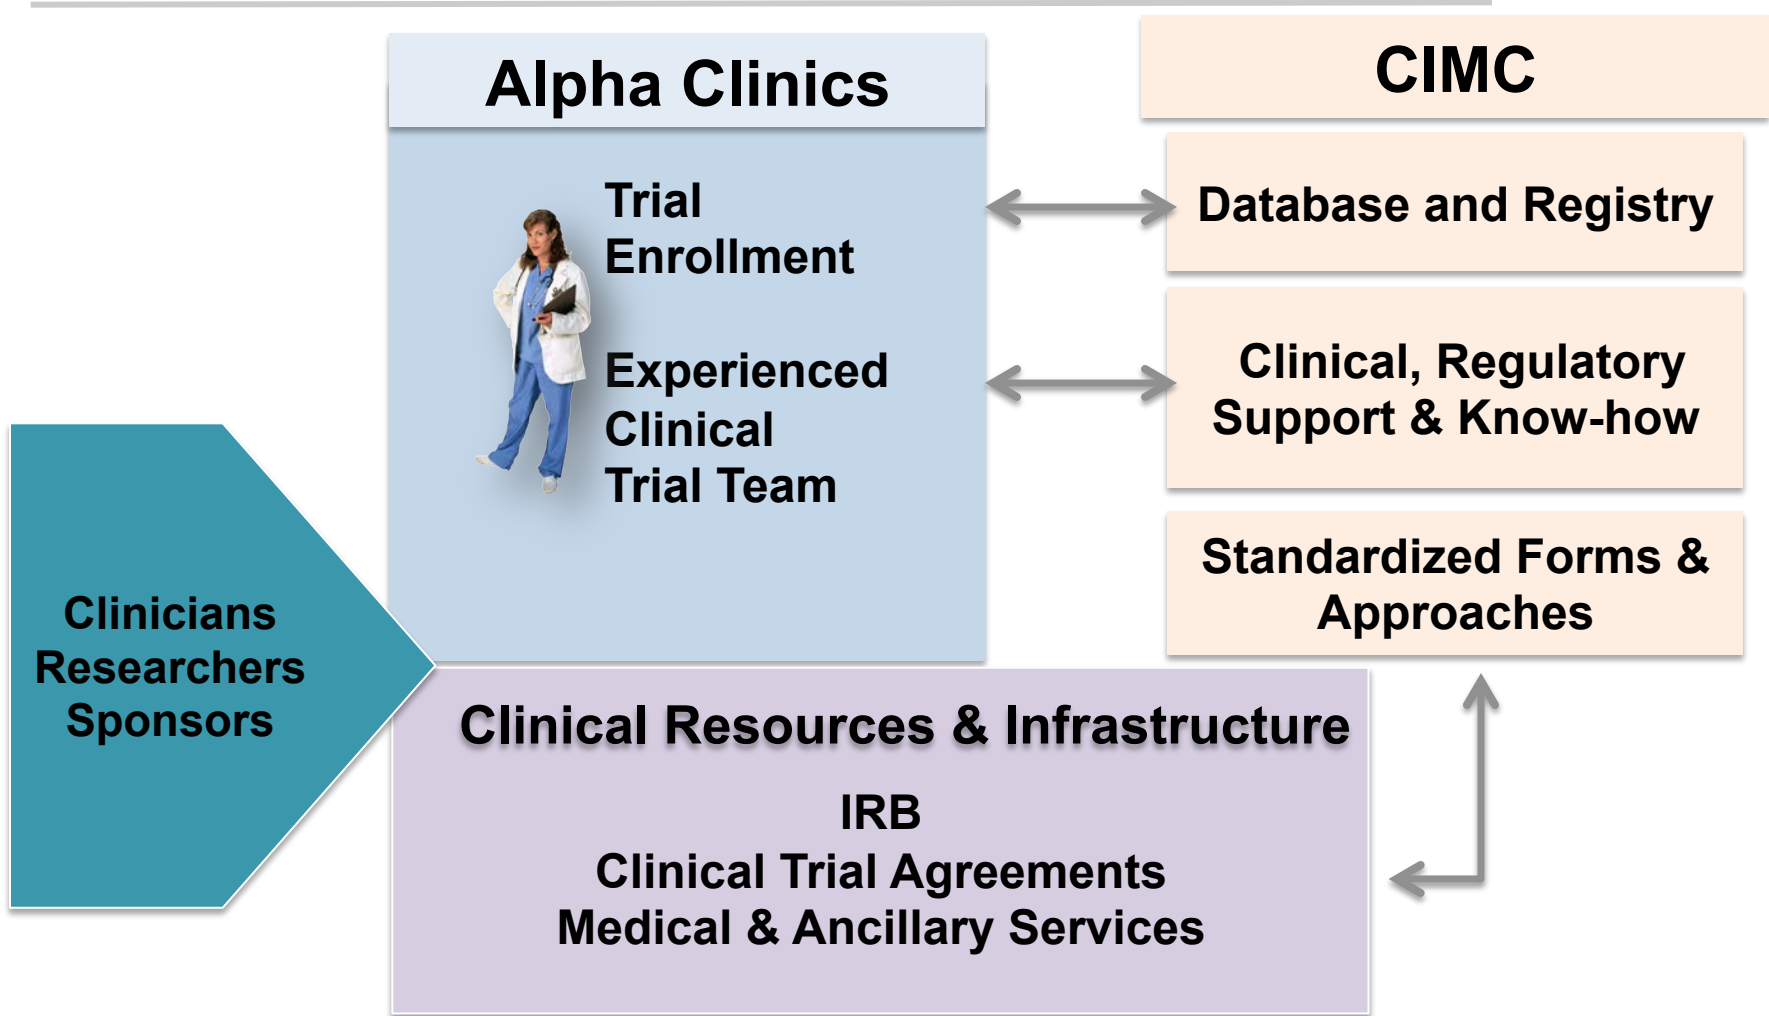 Alpha Clinics
Trial
Enrollment
Experienced
Clinical
Trial Team
CIMC
Database and Registry
Clinical, Regulatory
Support & Know-how
Standardized Forms &
Approaches
Clinicians
Researchers
Sponsors
Clinical Resources & Infrastructure
IRB
Clinical Trial Agreements
Medical & Ancillary Services